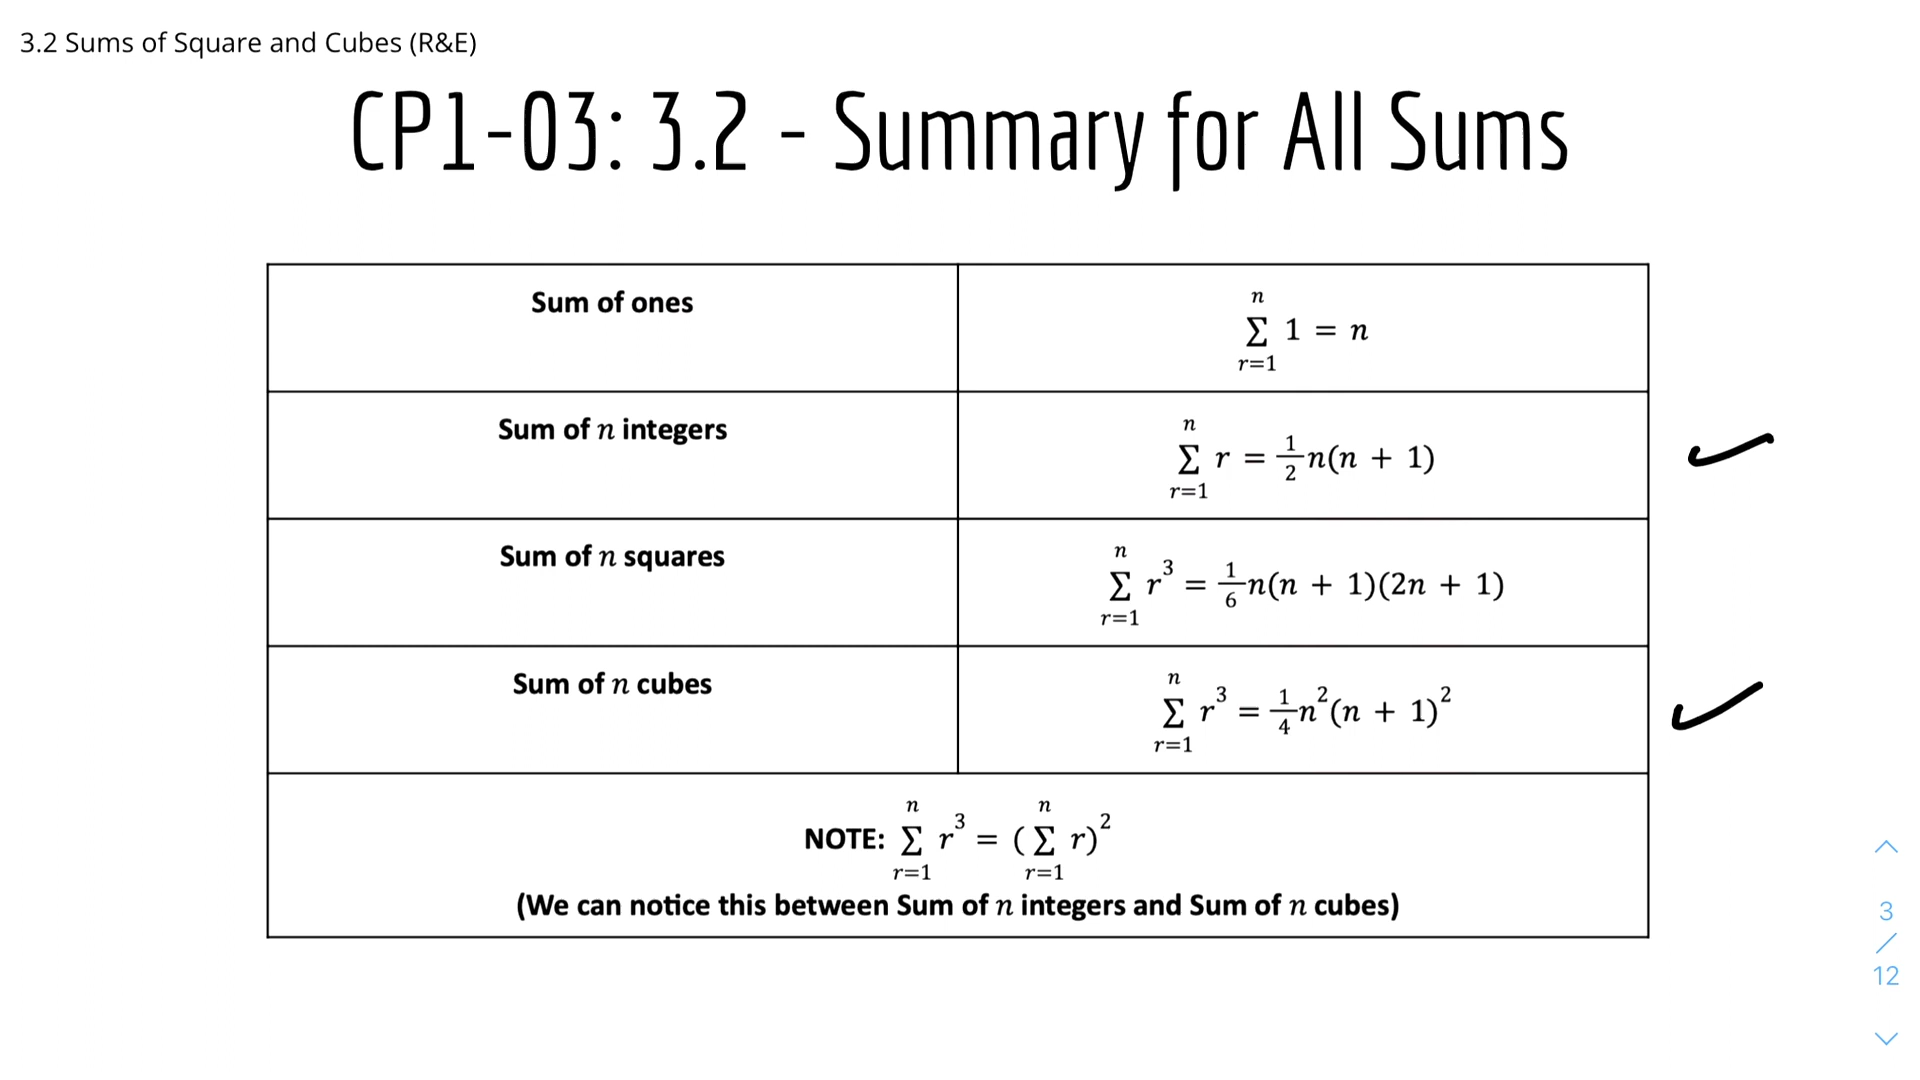 3.2 Sums of Square and Cubes (R&E)
CP1-03: 3.2 - Summary for All Sums
Sum of ones
n
∑ 1 = n
r=1
Sum of n integers
n
∑ r = 1/2 n(n + 1)
r=1
Sum of n squares
n
∑ r³ = 1/6 n(n + 1)(2n + 1)
r=1
Sum of n cubes
n
∑ r³ = 1/4 n²(n + 1)²
r=1
n n
NOTE: ∑ r³ = (∑ r)²
r=1 r=1
(We can notice this between Sum of n integers and Sum of n cubes)
3
/
12